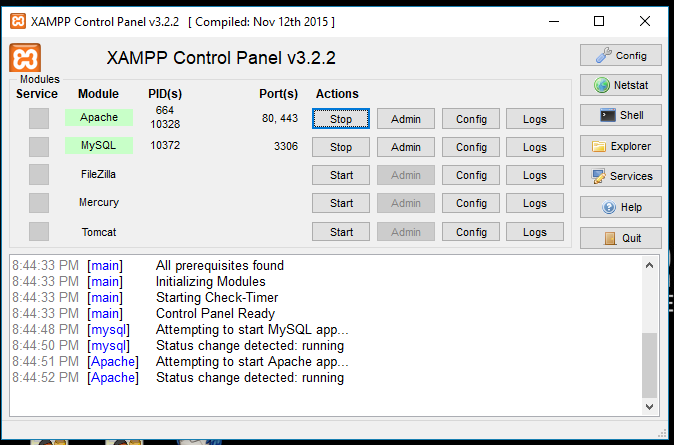 XAMPP Control Panel v3.2.2 [ Compiled: Nov 12th 2015 ]
XAMPP Control Panel v3.2.2
Config
Modules
Service Module PID(s) Port(s) Actions
Netstat
Apache 664 10328 80, 443 Stop Admin Config Logs
Shell
MySQL 10372 3306 Stop Admin Config Logs
Explorer
FileZilla Start Admin Config Logs
Services
Mercury Start Admin Config Logs
Help
Tomcat Start Admin Config Logs
Quit
8:44:33 PM [main] All prerequisites found
8:44:33 PM [main] Initializing Modules
8:44:33 PM [main] Starting Check-Timer
8:44:33 PM [main] Control Panel Ready
8:44:48 PM [mysql] Attempting to start MySQL app...
8:44:50 PM [mysql] Status change detected: running
8:44:51 PM [Apache] Attempting to start Apache app...
8:44:52 PM [Apache] Status change detected: running